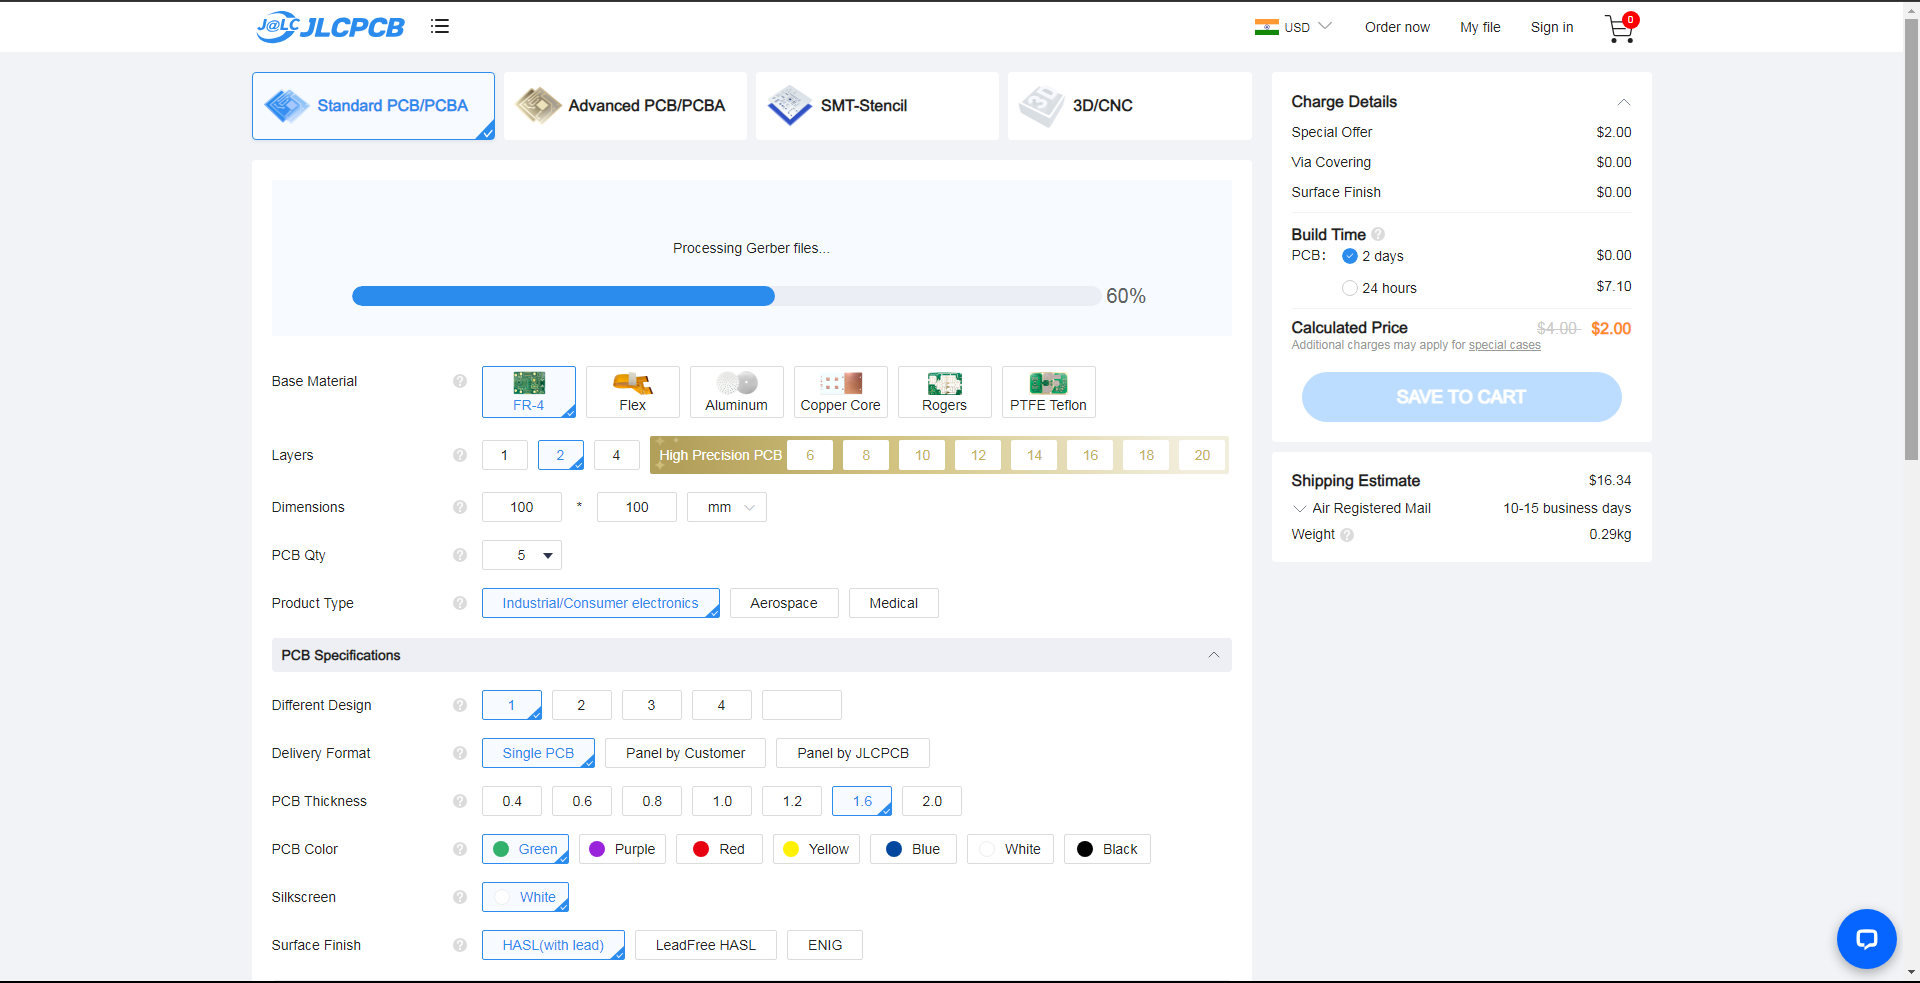 J@LC JLCPCB
USD
Order now
My file
Sign in
0
Standard PCB/PCBA
Advanced PCB/PCBA
SMT-Stencil
3D/CNC
Processing Gerber files...
60%
Base Material ? FR-4 Flex Aluminum Copper Core Rogers PTFE Teflon
Layers ? 1 2 4 High Precision PCB 6 8 10 12 14 16 18 20
Dimensions ? 100 * 100 mm
PCB Qty ? 5
Product Type ? Industrial/Consumer electronics Aerospace Medical
PCB Specifications
Different Design ? 1 2 3 4
Delivery Format ? Single PCB Panel by Customer Panel by JLCPCB
PCB Thickness ? 0.4 0.6 0.8 1.0 1.2 1.6 2.0
PCB Color ? Green Purple Red Yellow Blue White Black
Silkscreen ? White
Surface Finish ? HASL(with lead) LeadFree HASL ENIG
Charge Details
Special Offer $2.00
Via Covering $0.00
Surface Finish $0.00
Build Time ?
PCB: 2 days $0.00
24 hours $7.10
Calculated Price $4.00 $2.00
Additional charges may apply for special cases
SAVE TO CART
Shipping Estimate $16.34
Air Registered Mail 10-15 business days
Weight ? 0.29kg